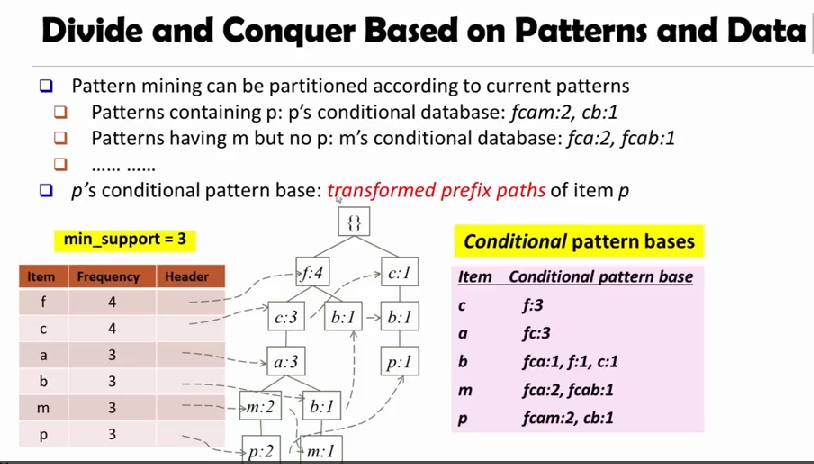 Divide and Conquer Based on Patterns and Data
Pattern mining can be partitioned according to current patterns
Patterns containing p: p's conditional database: fcam:2, cb:1
Patterns having m but no p: m's conditional database: fca:2, fcab:1
...... ......
p's conditional pattern base: transformed prefix paths of item p
min_support = 3
Item Frequency Header
f 4
c 4
a 3
b 3
m 3
p 3
{}
f:4 c:1
c:3 b:1 b:1
a:3 p:1
m:2 b:1
p:2 m:1
Conditional pattern bases
Item Conditional pattern base
c f:3
a fc:3
b fca:1, f:1, c:1
m fca:2, fcab:1
p fcam:2, cb:1